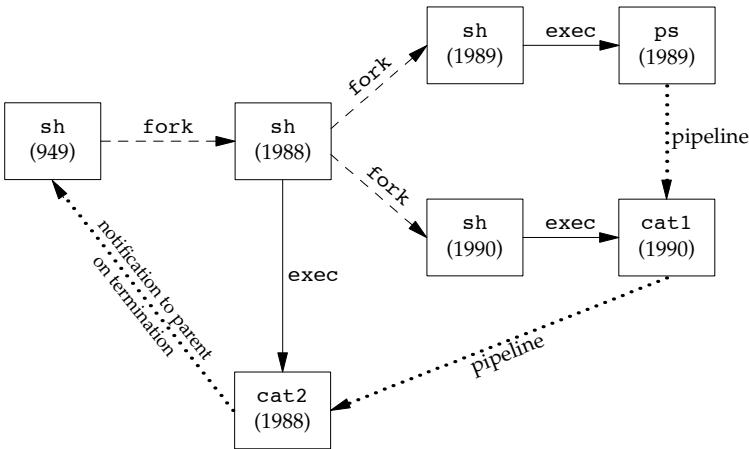 sh
(1989)
exec
ps
(1989)
fork
sh
(949)
fork
sh
(1988)
pipeline
fork
sh
(1990)
exec
cat1
(1990)
notification to parent
on termination
exec
pipeline
cat2
(1988)